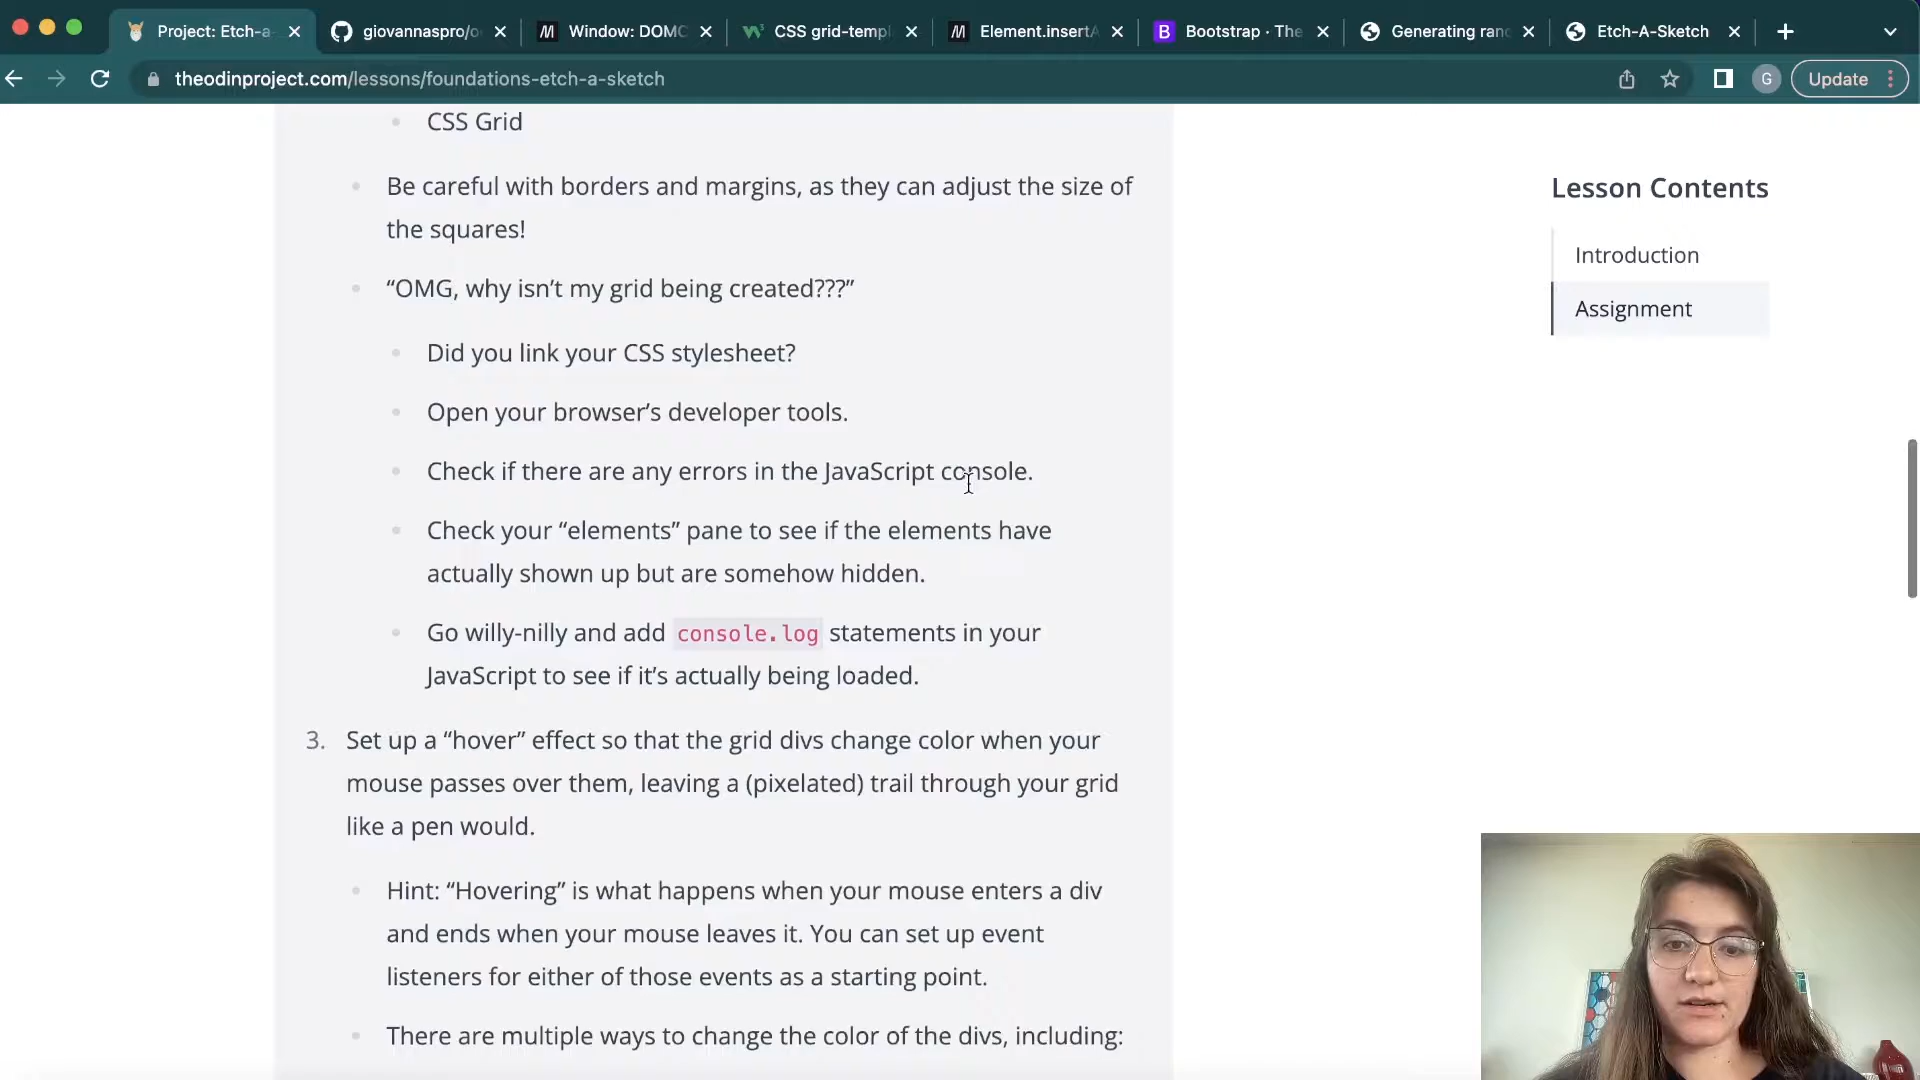 Project: Etch-a-
giovannaspro/o
Window: DOMC
CSS grid-templ
Element.insertA
Bootstrap · The
Generating ranc
Etch-A-Sketch
theodinproject.com/lessons/foundations-etch-a-sketch
G
Update
CSS Grid
Be careful with borders and margins, as they can adjust the size of
the squares!
“OMG, why isn’t my grid being created???”
Did you link your CSS stylesheet?
Open your browser’s developer tools.
Check if there are any errors in the JavaScript console.
Check your “elements” pane to see if the elements have
actually shown up but are somehow hidden.
Go willy-nilly and add console.log statements in your
JavaScript to see if it’s actually being loaded.
3. Set up a “hover” effect so that the grid divs change color when your
mouse passes over them, leaving a (pixelated) trail through your grid
like a pen would.
Hint: “Hovering” is what happens when your mouse enters a div
and ends when your mouse leaves it. You can set up event
listeners for either of those events as a starting point.
There are multiple ways to change the color of the divs, including:
Lesson Contents
Introduction
Assignment